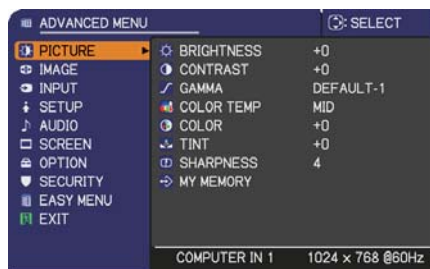 ADVANCED MENU : SELECT
PICTURE BRIGHTNESS +0
IMAGE CONTRAST +0
INPUT GAMMA DEFAULT-1
SETUP COLOR TEMP MID
AUDIO COLOR +0
SCREEN TINT +0
OPTION SHARPNESS 4
SECURITY MY MEMORY
EASY MENU
EXIT
COMPUTER IN 1 1024 x 768 @60Hz